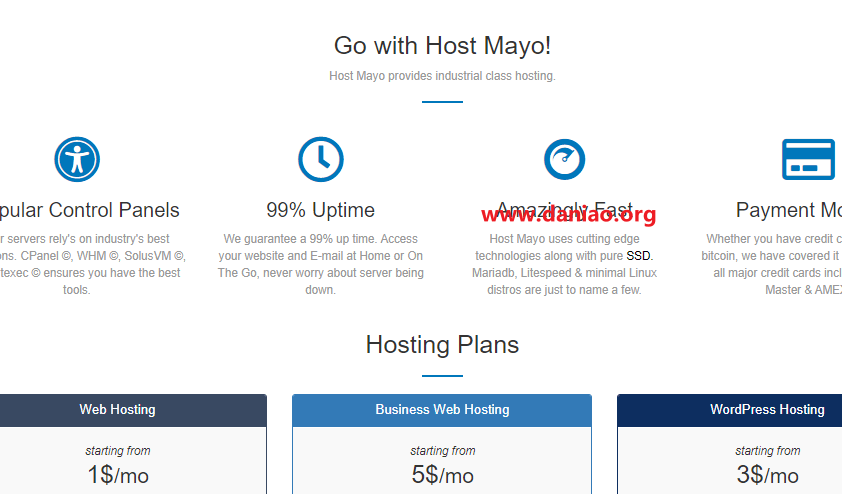 Go with Host Mayo!
Host Mayo provides industrial class hosting.
pular Control Panels
r servers rely's on industry's best
ons. CPanel ©, WHM ©, SolusVM ©,
texec © ensures you have the best
tools.
99% Uptime
We guarantee a 99% up time. Access
your website and E-mail at Home or On
The Go, never worry about server being
down.
Amazingly Fast
www.daniao.org
Host Mayo uses cutting edge
technologies along with pure SSD.
Mariadb, Litespeed & minimal Linux
distros are just to name a few.
Payment Mo
Whether you have credit c
bitcoin, we have covered it
all major credit cards incl
Master & AMEX
Hosting Plans
Web Hosting
starting from
1$/mo
Business Web Hosting
starting from
5$/mo
WordPress Hosting
starting from
3$/mo